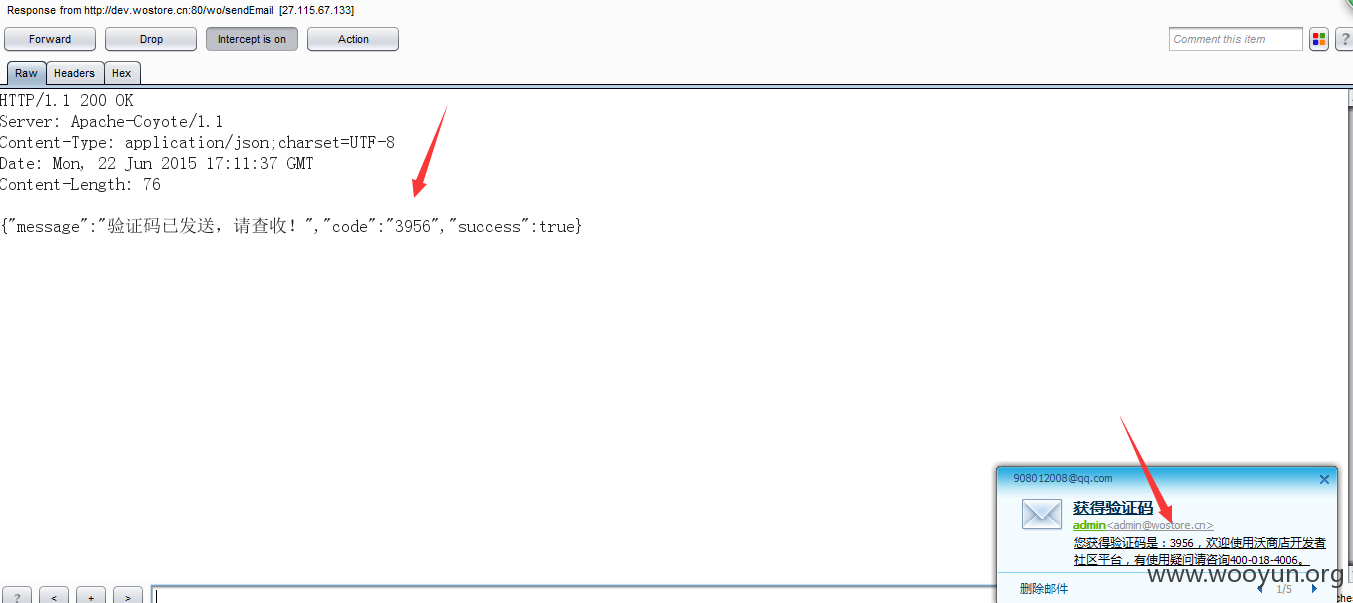 Response from http://dev.wostore.cn:80/wo/sendEmail [27.115.67.133]
Forward Drop Intercept is on Action Comment this item ?
Raw Headers Hex
HTTP/1.1 200 OK
Server: Apache-Coyote/1.1
Content-Type: application/json;charset=UTF-8
Date: Mon, 22 Jun 2015 17:11:37 GMT
Content-Length: 76
{"message":"验证码已发送，请查收！","code":"3956","success":true}
908012008@qq.com
获得验证码
admin<admin@wostore.cn>
您获得验证码是：3956，欢迎使用沃商店开发者
社区平台，有使用疑问请咨询400-018-4006。
www.wooyun.org
删除邮件 1/5
? < + >